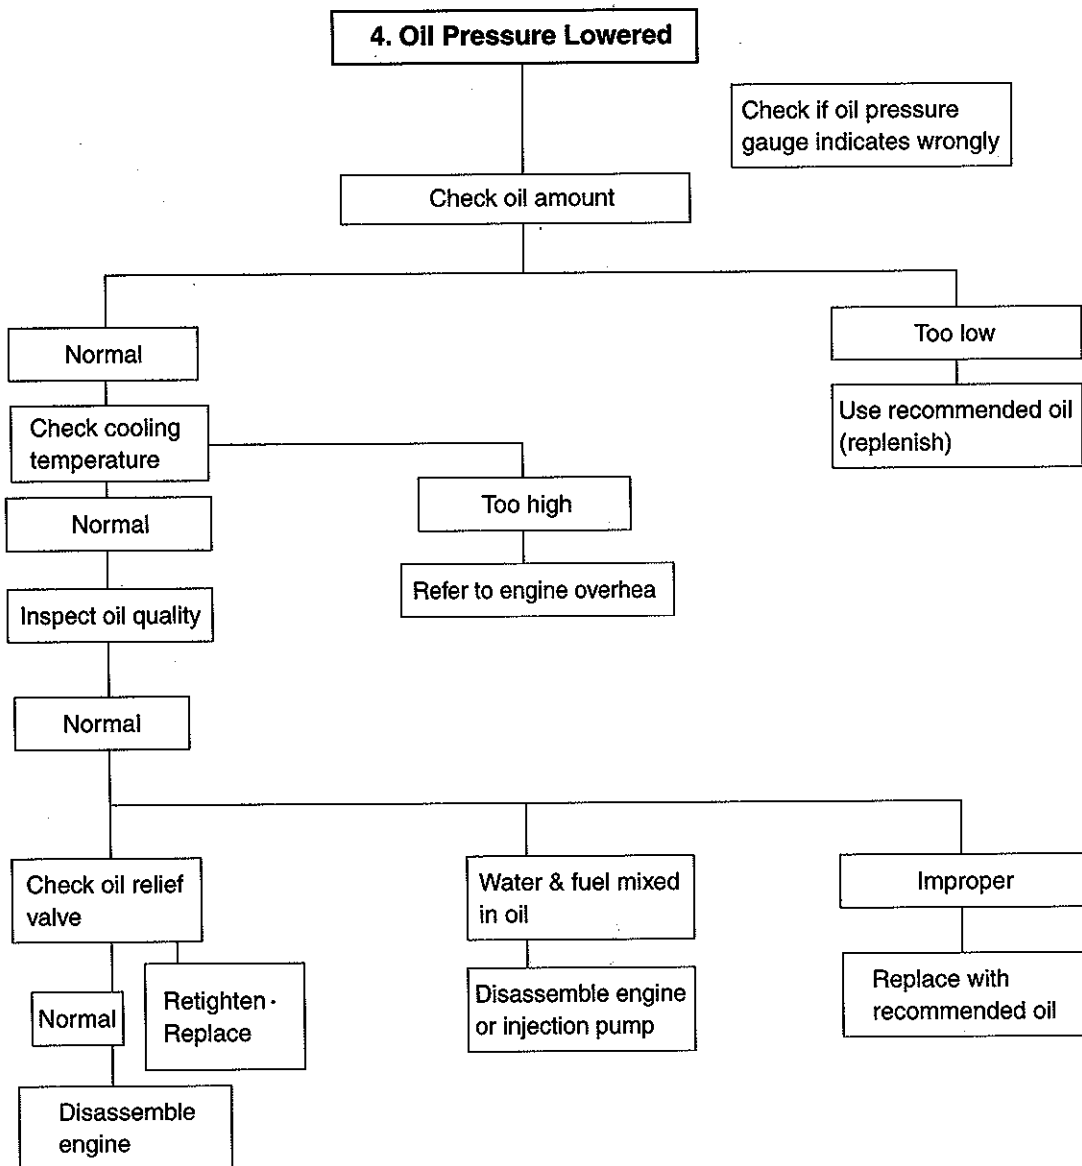 4. Oil Pressure Lowered
Check if oil pressure
gauge indicates wrongly
Check oil amount
Normal
Too low
Check cooling
temperature
Use recommended oil
(replenish)
Normal
Too high
Inspect oil quality
Refer to engine overhea
Normal
Check oil relief
valve
Water & fuel mixed
in oil
Improper
Normal
Retighten ·
Replace
Disassemble engine
or injection pump
Replace with
recommended oil
Disassemble
engine